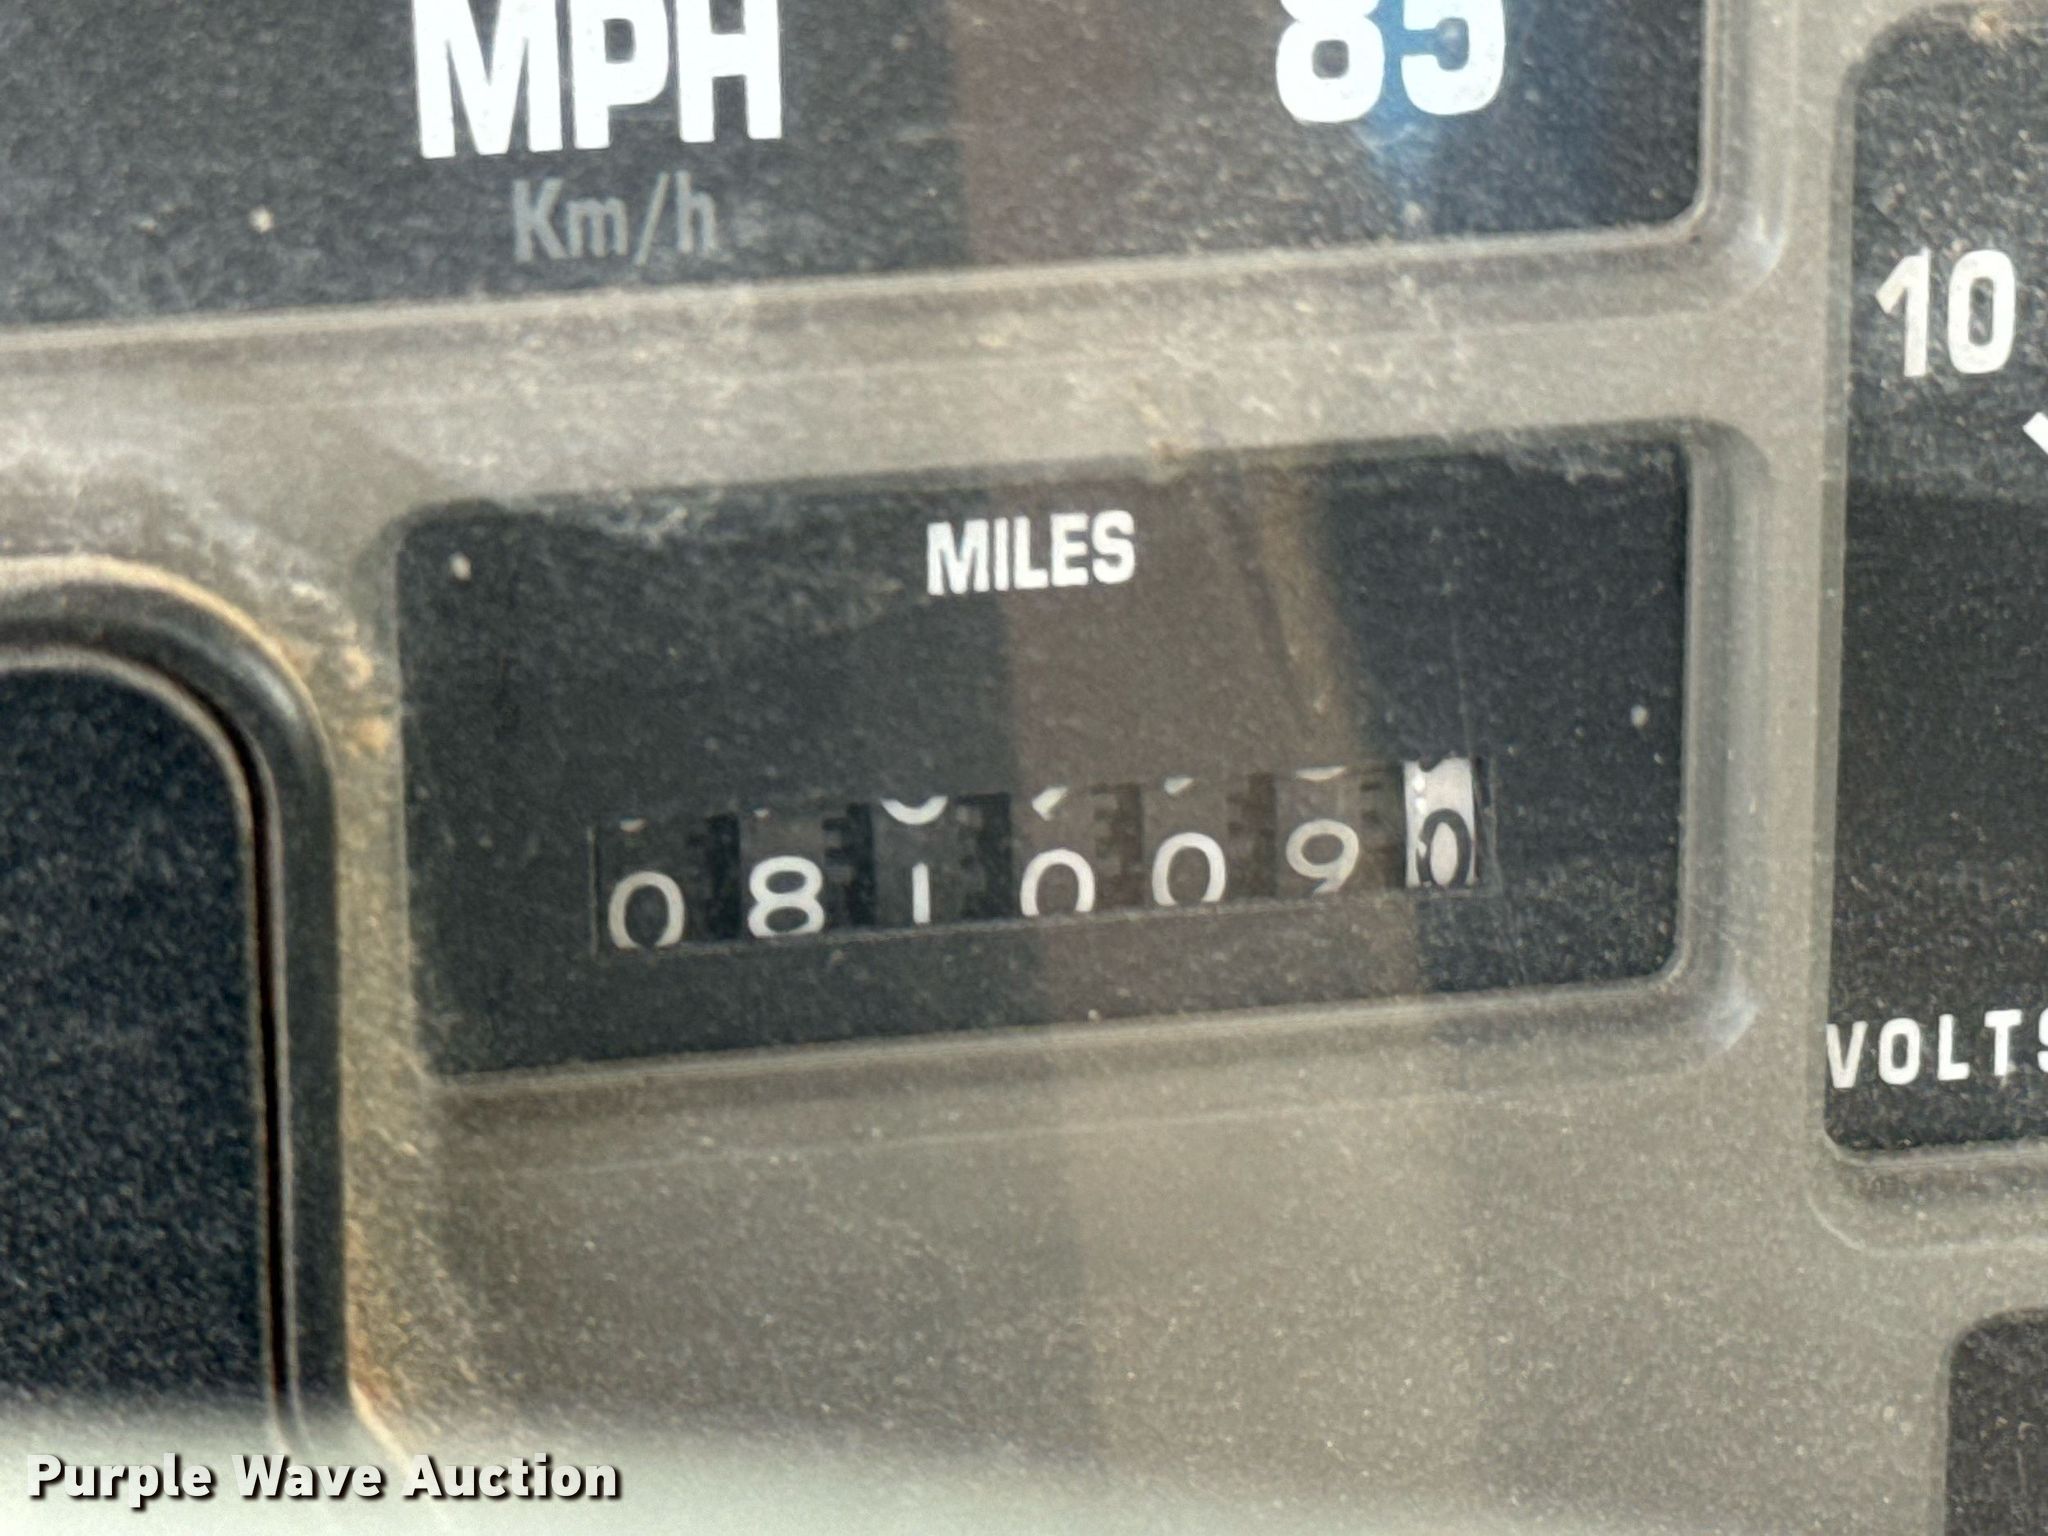 MPH 85
Km/h
10
MILES
0810090
VOLTS
Purple Wave Auction